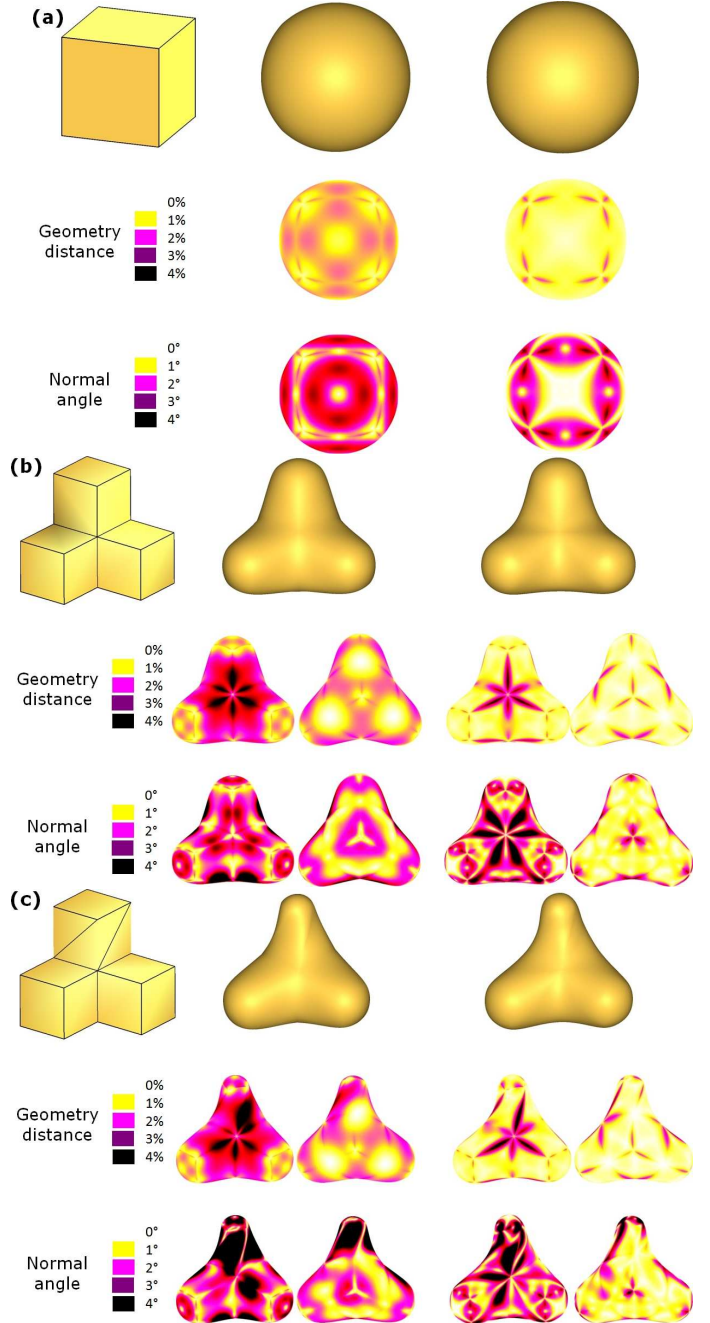 (a)
0%
1%
2%
3%
4%
Geometry
distance
0°
1°
2°
3°
4°
Normal
angle
(b)
0%
1%
2%
3%
4%
Geometry
distance
0°
1°
2°
3°
4°
Normal
angle
(c)
0%
1%
2%
3%
4%
Geometry
distance
0°
1°
2°
3°
4°
Normal
angle